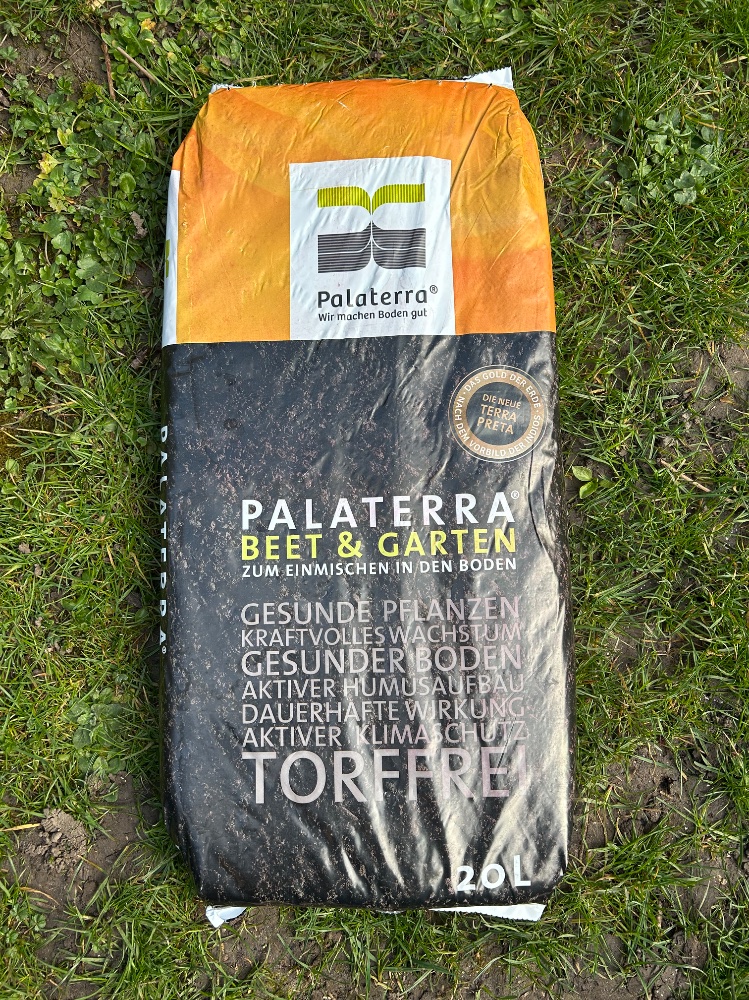 Palaterra®
Wir machen Boden gut
DAS GOLD DER ERDE • NACH DEM VORBILD DER INDIOS •
DIE NEUE
TERRA
PRETA
PALATERRA®
PALATERRA®
BEET & GARTEN
ZUM EINMISCHEN IN DEN BODEN
GESUNDE PFLANZEN
KRAFTVOLLES WACHSTUM
GESUNDER BODEN
AKTIVER HUMUSAUFBAU
DAUERHAFTE WIRKUNG
AKTIVER KLIMASCHUTZ
TORFFREI
20L